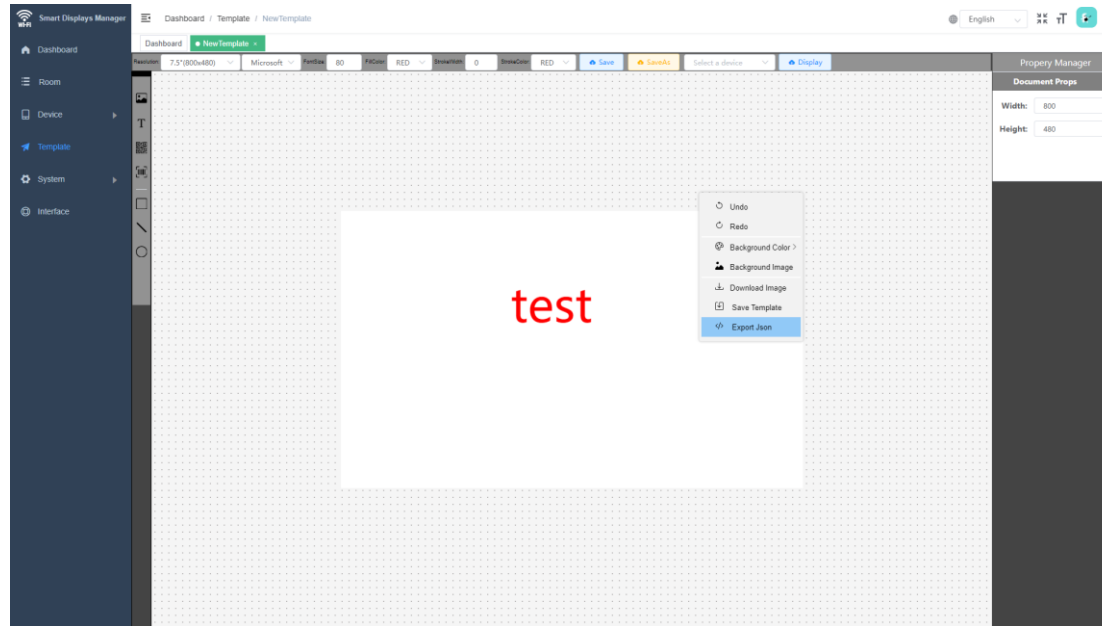 WI-FI Smart Displays Manager
Dashboard / Template / NewTemplate
English
Dashboard
NewTemplate ×
Resolution 7.5"(800x480) Microsoft FontSize 80 FillColor RED StrokeWidth 0 StrokeColor RED Save SaveAs Select a device Display
Dashboard
Room
Device
Template
System
Interface
test
Undo
Redo
Background Color >
Background Image
Download Image
Save Template
Export Json
Propery Manager
Document Props
Width: 800
Height: 480